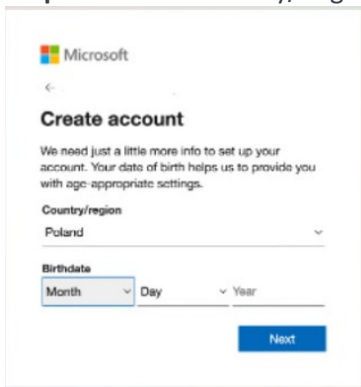 Microsoft
Create account
We need just a little more info to set up your
account. Your date of birth helps us to provide you
with age-appropriate settings.
Country/region
Poland
Birthdate
Month Day Year
Next